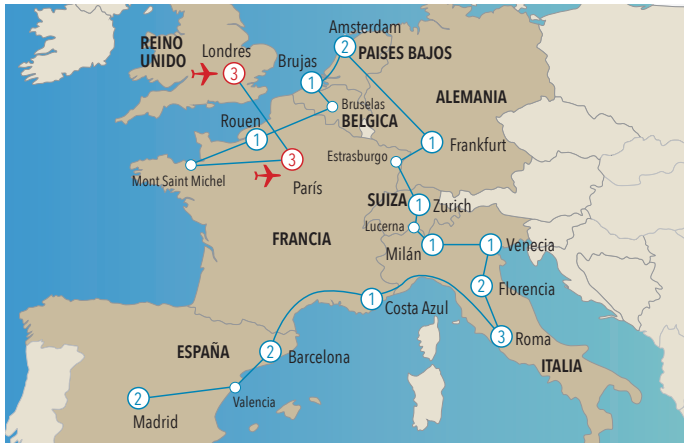 Amsterdam
REINO
UNIDO
Londres
2
PAISES BAJOS
3
Brujas
1
ALEMANIA
Bruselas
BELGICA
Rouen
1
1
Frankfurt
3
Estrasburgo
Mont Saint Michel
París
SUIZA
1
Zurich
Lucerna
FRANCIA
Milán
1
1
Venecia
2
Florencia
1
Costa Azul
3
Roma
ESPAÑA
2
Barcelona
ITALIA
2
Valencia
Madrid